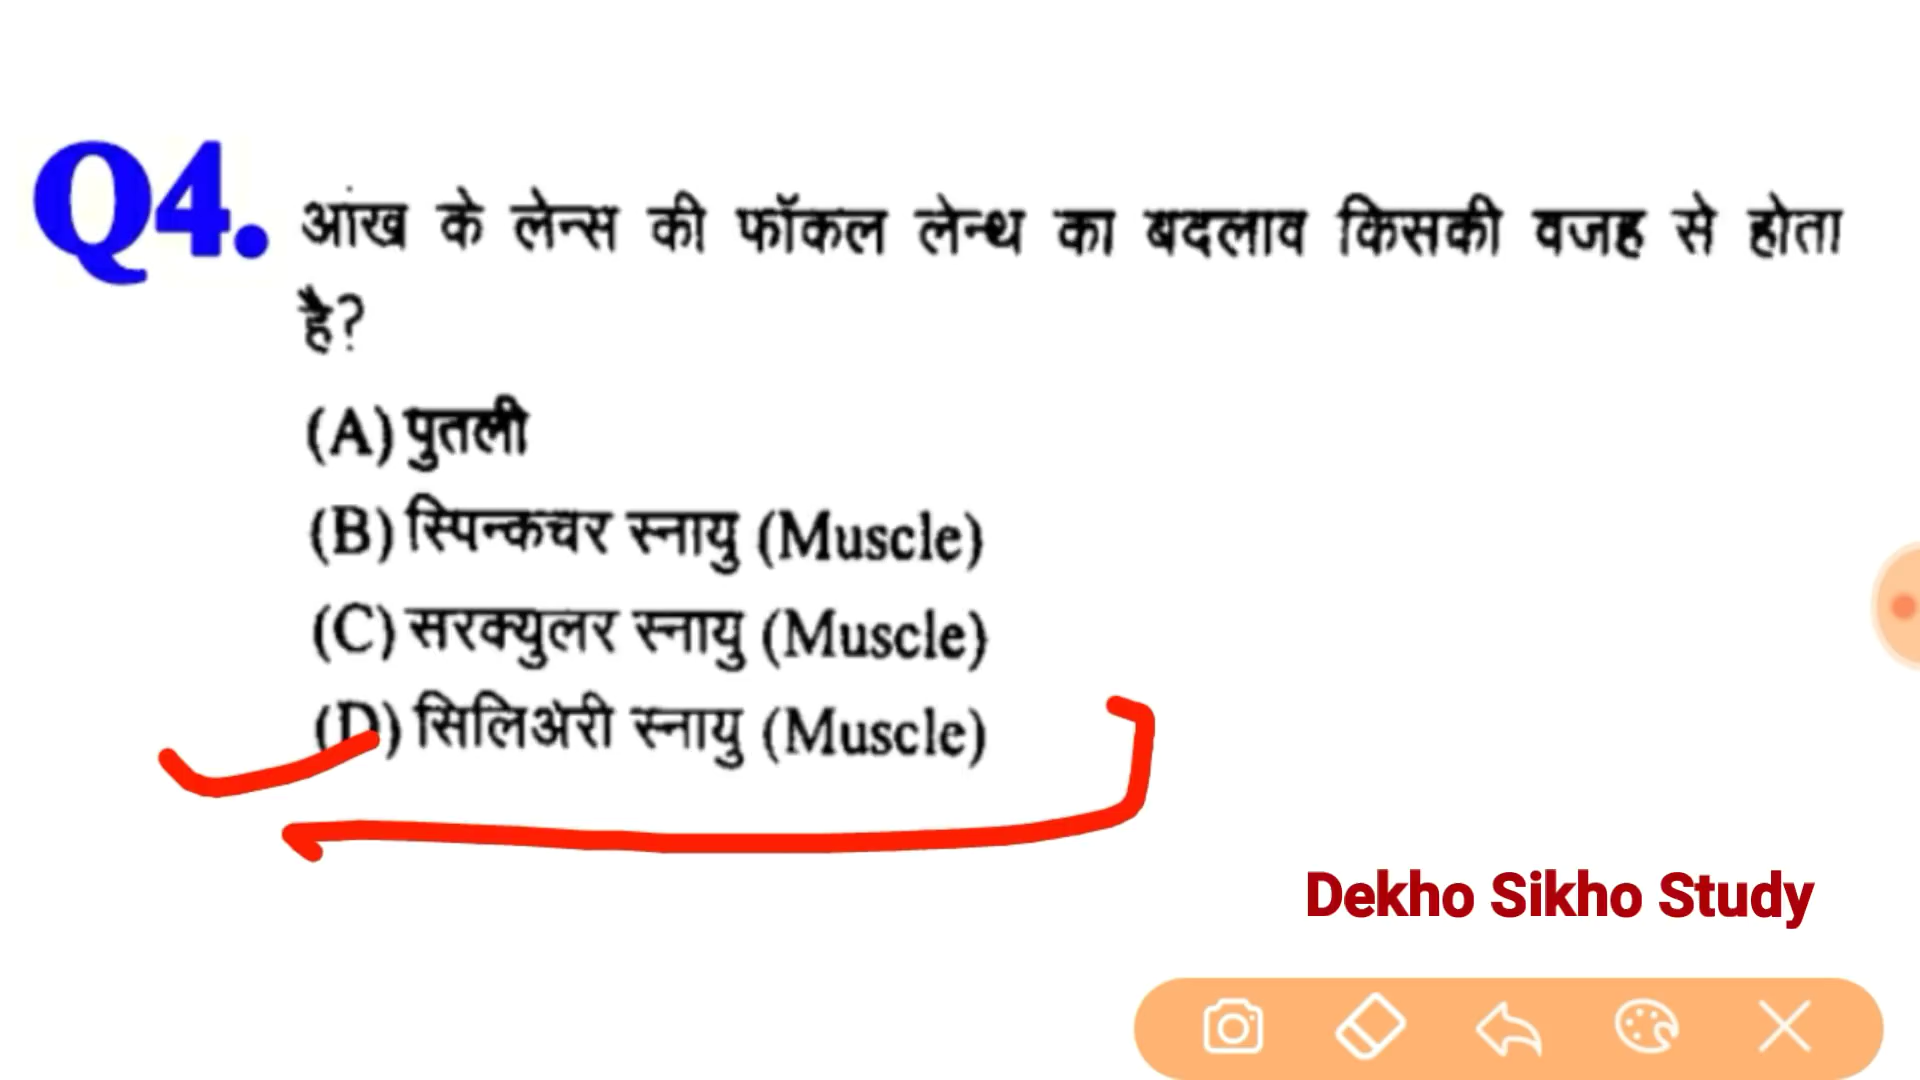 Q4. आंख के लेन्स की फॉकल लेन्थ का बदलाव किसकी वजह से होता
है?
(A) पुतली
(B) स्पिन्कचर स्नायु (Muscle)
(C) सरक्युलर स्नायु (Muscle)
(D) सिलिअरी स्नायु (Muscle)
Dekho Sikho Study